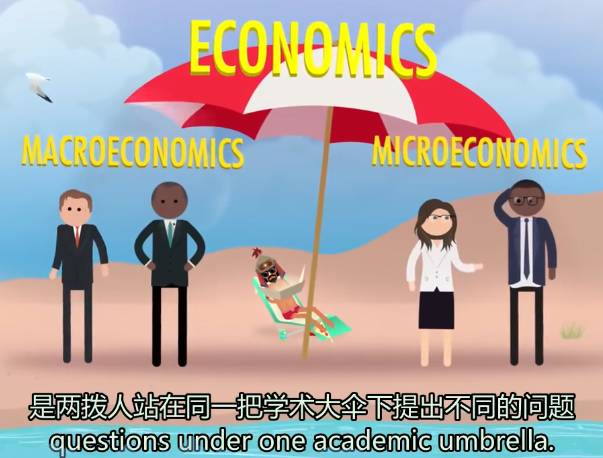 ECONOMICS
MACROECONOMICS
MICROECONOMICS
是两拨人站在同一把学术大伞下提出不同的问题
questions under one academic umbrella.